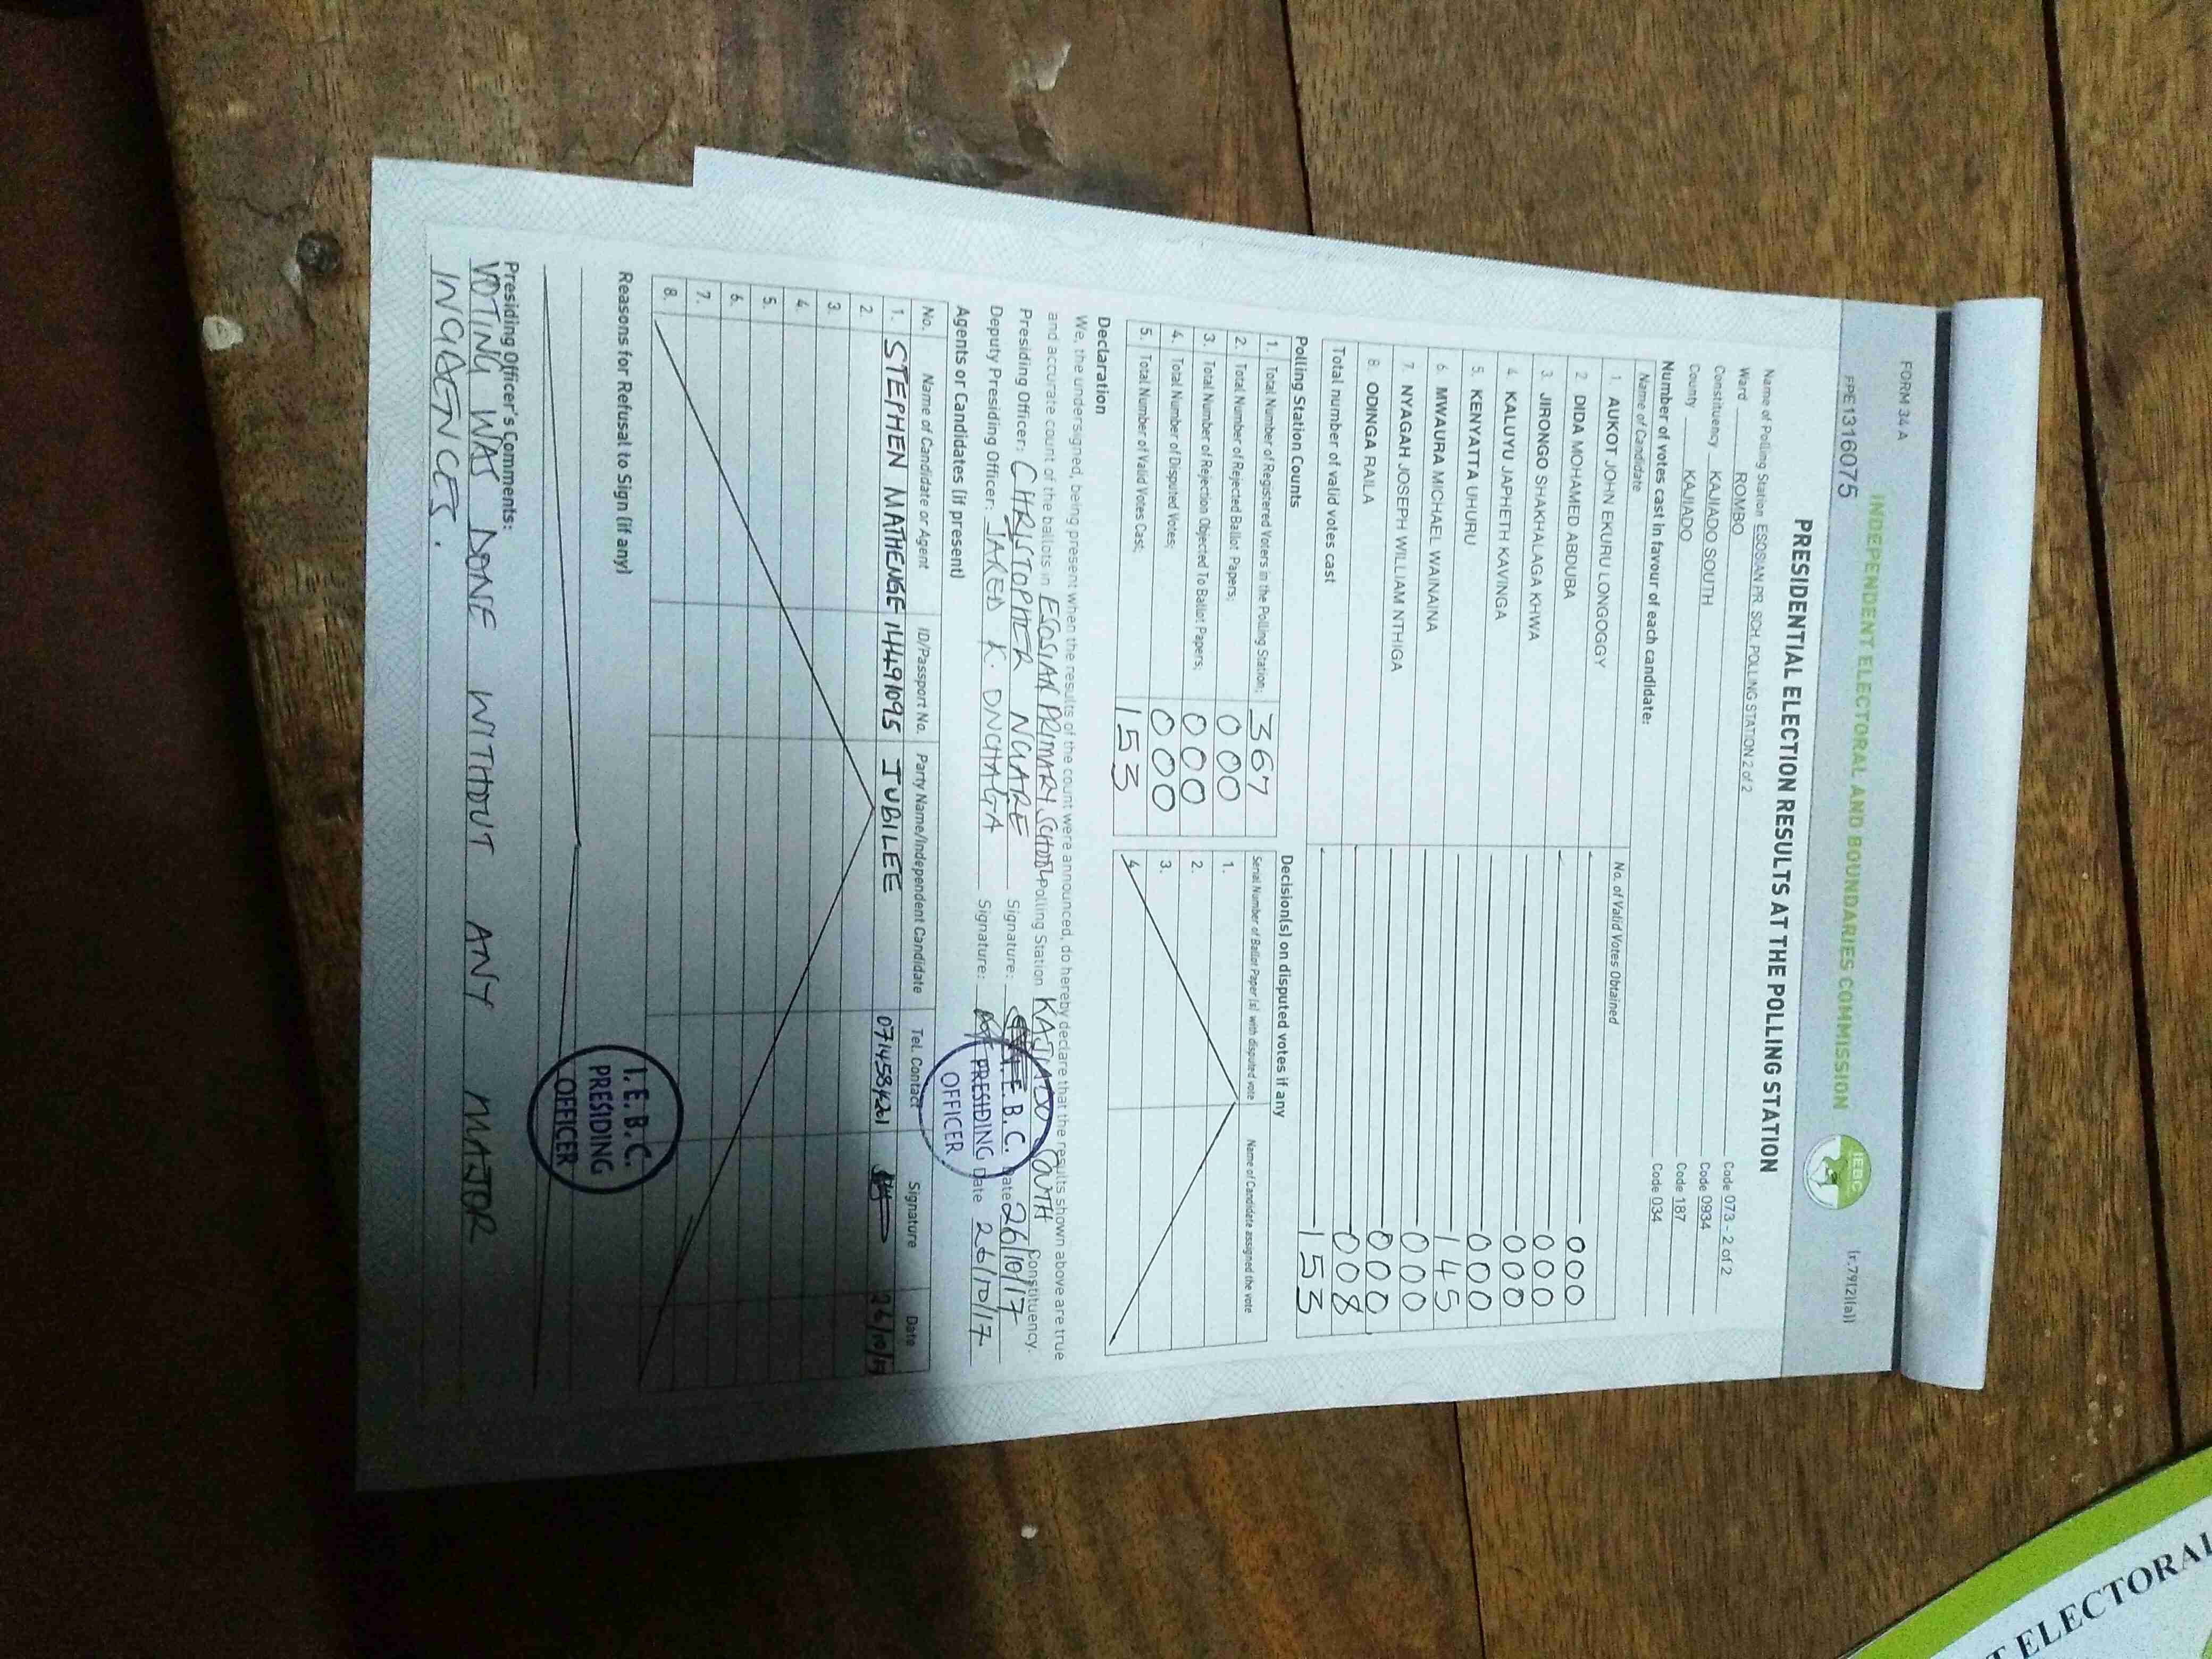 FORM 34 A (r.79(2)(a))
INDEPENDENT ELECTORAL AND BOUNDARIES COMMISSION IEBC
PPE1316075
PRESIDENTIAL ELECTION RESULTS AT THE POLLING STATION
Name of Polling Station ESOSIAN PR. SCH. POLLING STATION 2 of 2 Code 073 - 2 of 2
Ward ROMBO Code 0934
Constituency KAJIADO SOUTH Code 187
County KAJIADO Code 034
Number of votes cast in favour of each candidate:
Name of Candidate No. of Valid Votes Obtained
1. AUKOT JOHN EKURU LONGOGGY 000
2. DIDA MOHAMED ABDUBA 000
3. JIRONGO SHAKHALAGA KHWA 000
4. KALUYU JAPHETH KAVINGA 000
5. KENYATTA UHURU 145
6. MWAURA MICHAEL WAINAINA 000
7. NYAGAH JOSEPH WILLIAM NTHIGA 000
8. ODINGA RAILA 008
Total number of valid votes cast 153
Polling Station Counts
1. Total Number of Registered Voters in the Polling Station; 367
2. Total Number of Rejected Ballot Papers; 000
3. Total Number of Rejection Objected To Ballot Papers; 000
4. Total Number of Disputed Votes; 000
5. Total Number of Valid Votes Cast; 153
Decision(s) on disputed votes if any
Serial Number of Ballot Paper (s) with disputed vote Name of Candidate assigned the vote
1.
2.
3.
4
Declaration
We, the undersigned, being present when the results of the count were announced, do hereby declare that the results shown above are true
and accurate count of the ballots in ESOSIAN PRIMARY SCHOOL Polling Station KAJIADO SOUTH Constituency.
Presiding Officer: CHRISTOPHER NGARE Signature: Date 26/10/17
Deputy Presiding Officer: JARED K. ONCHAGA Signature: Date 26/10/17
I.E.B.C.
PRESIDING
OFFICER
Agents or Candidates (if present)
No. Name of Candidate or Agent ID/Passport No. Party Name/Independent Candidate Tel. Contact Signature Date
1. STEPHEN MATHENGE 14491095 JUBILEE 26/10/17
2.
3.
4.
5.
6.
7.
8.
Reasons for Refusal to Sign (if any)
I.E.B.C.
PRESIDING
OFFICER
Presiding Officer's Comments:
VOTING WAS DONE WITHOUT ANY MAJOR
INGAENCES.
T ELECTORAL